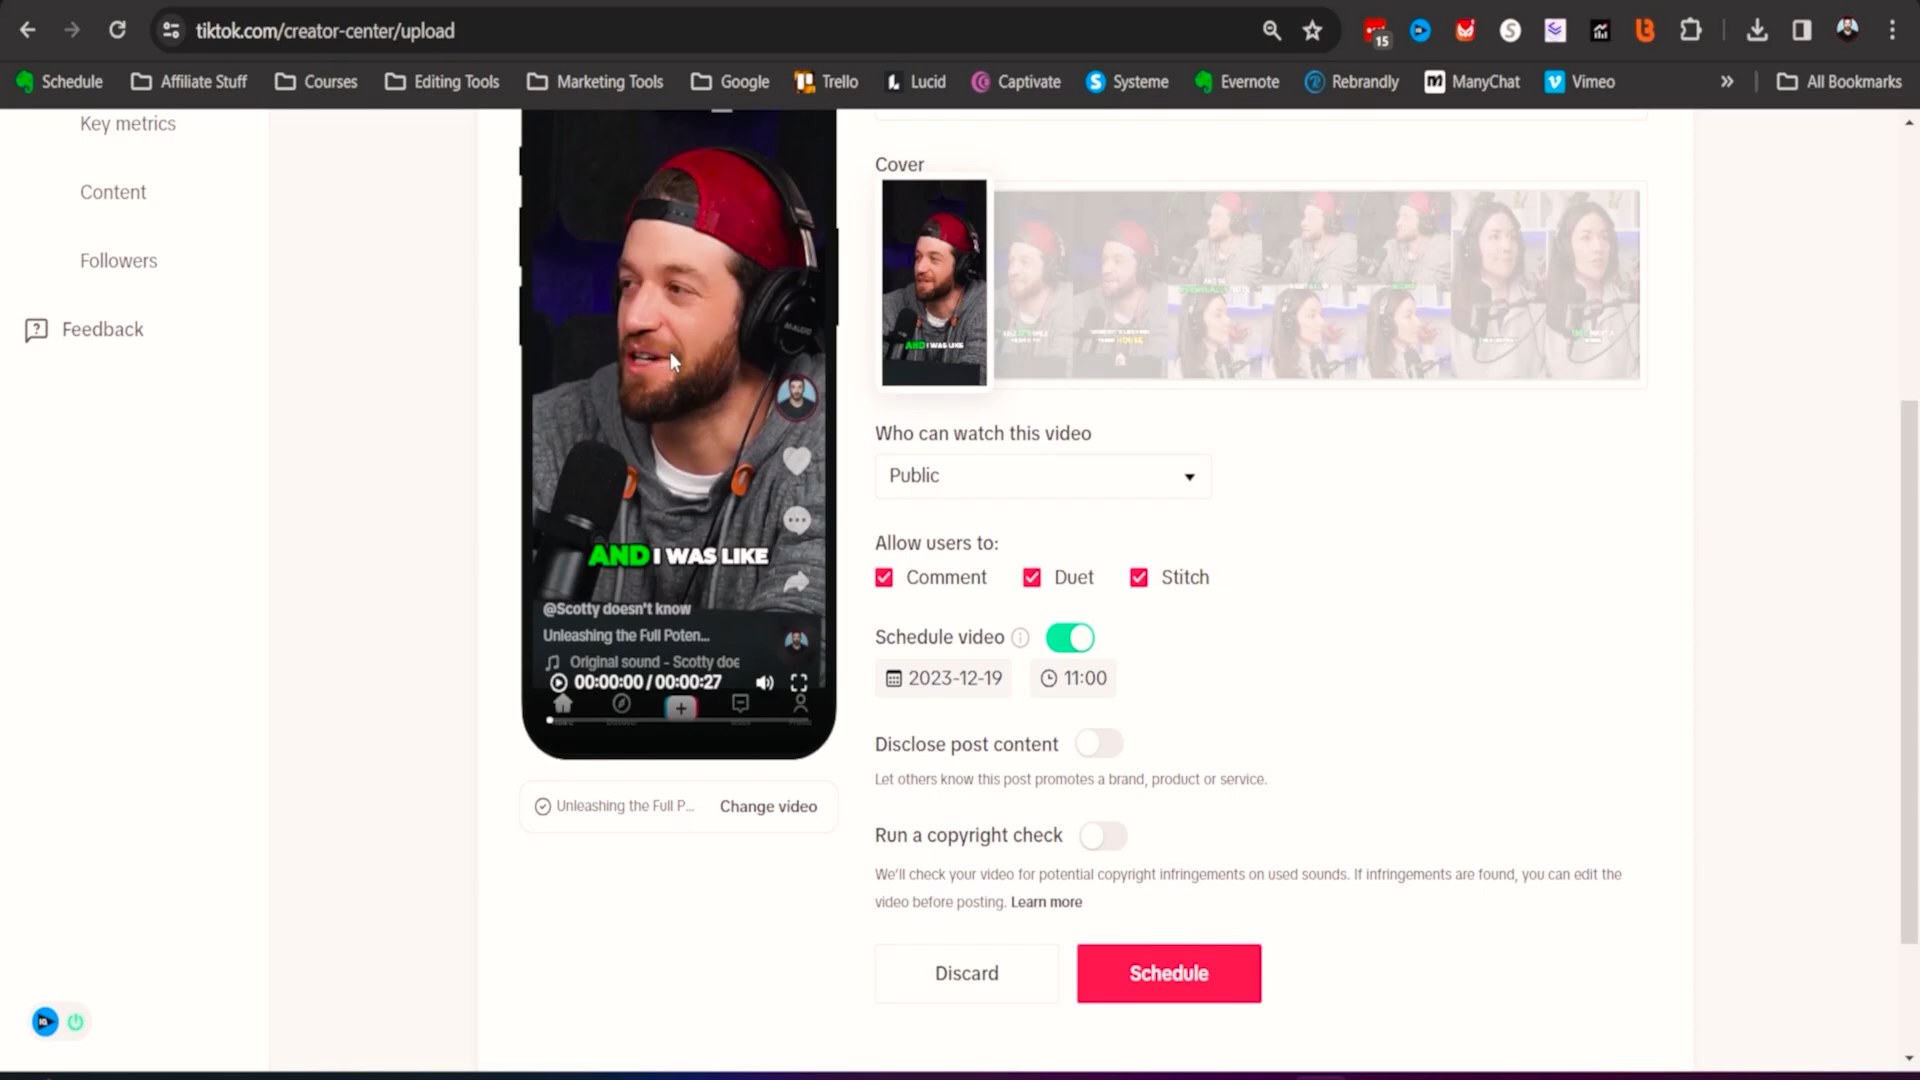 tiktok.com/creator-center/upload
15
Schedule
Affiliate Stuff
Courses
Editing Tools
Marketing Tools
Google
Trello
Lucid
Captivate
Systeme
Evernote
Rebrandly
ManyChat
Vimeo
»
All Bookmarks
Key metrics
Content
Followers
Feedback
M-AUDIO
AND I WAS LIKE
@Scotty doesn't know
Unleashing the Full Poten...
Original sound - Scotty doe
00:00:00 / 00:00:27
Unleashing the Full P...
Change video
Cover
AND I WAS LIKE
Who can watch this video
Public
Allow users to:
Comment
Duet
Stitch
Schedule video
2023-12-19
11:00
Disclose post content
Let others know this post promotes a brand, product or service.
Run a copyright check
We'll check your video for potential copyright infringements on used sounds. If infringements are found, you can edit the
video before posting. Learn more
Discard
Schedule